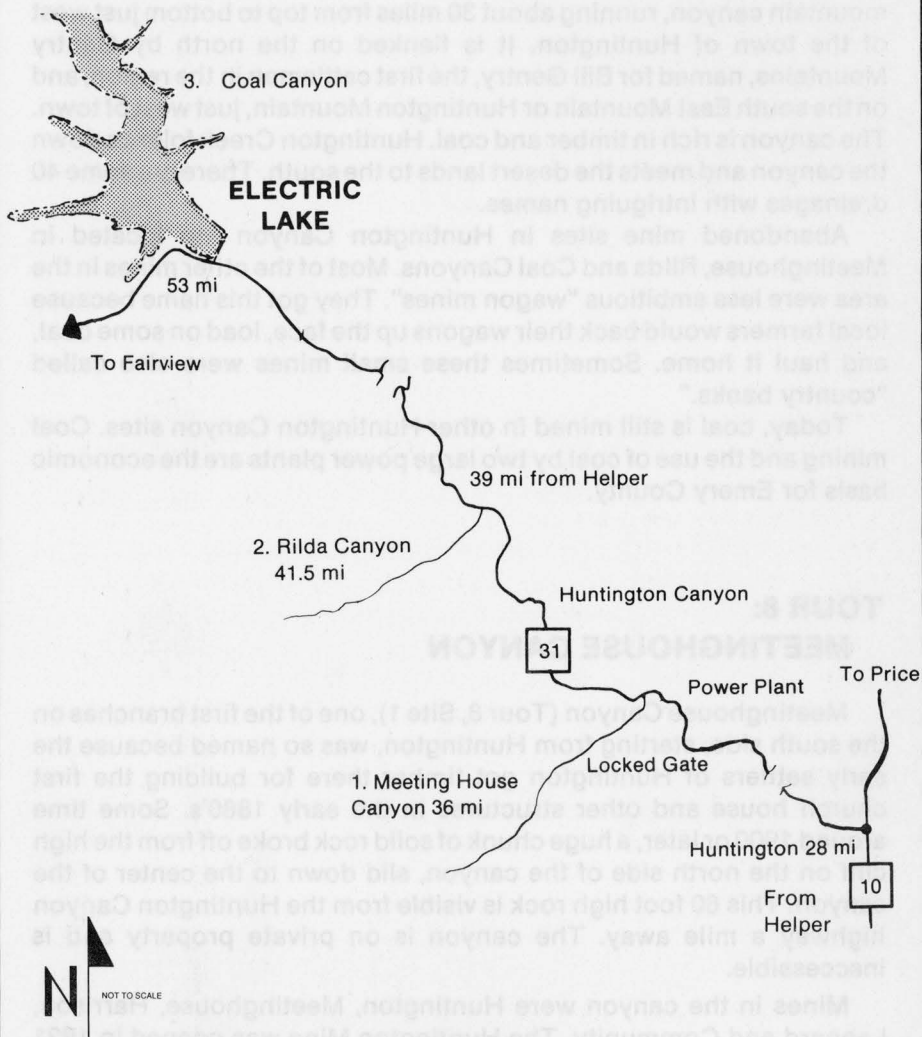 3. Coal Canyon
ELECTRIC
LAKE
53 mi
To Fairview
39 mi from Helper
2. Rilda Canyon
41.5 mi
Huntington Canyon
31
To Price
Power Plant
Locked Gate
1. Meeting House
Canyon 36 mi
Huntington 28 mi
10
From
Helper
N
NOT TO SCALE